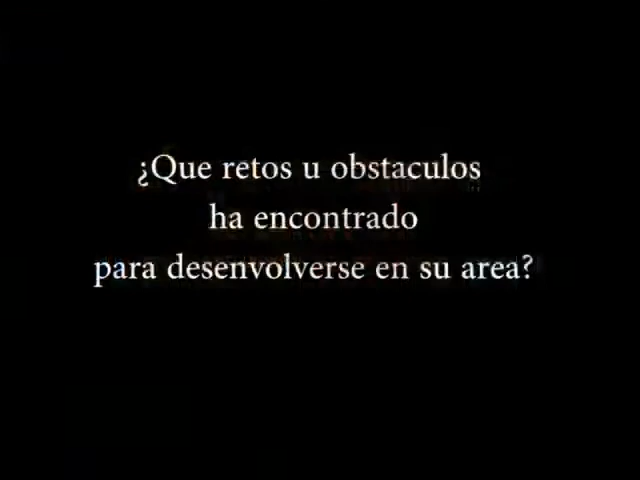 ¿Que retos u obstaculos
ha encontrado
para desenvolverse en su area?